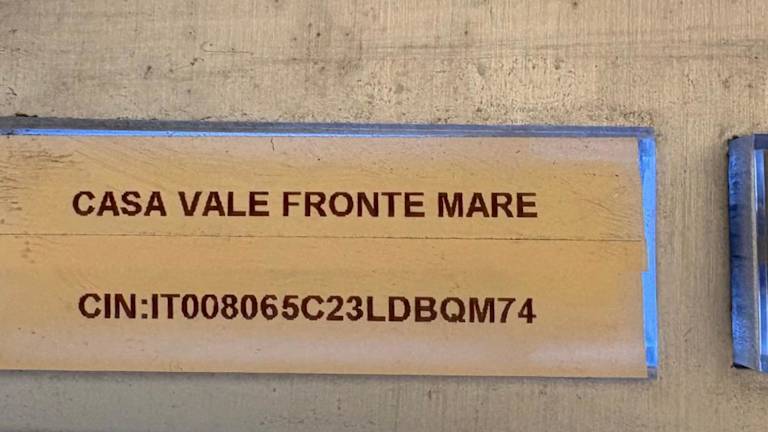 CASA VALE FRONTE MARE
CIN:IT008065C23LDBQM74